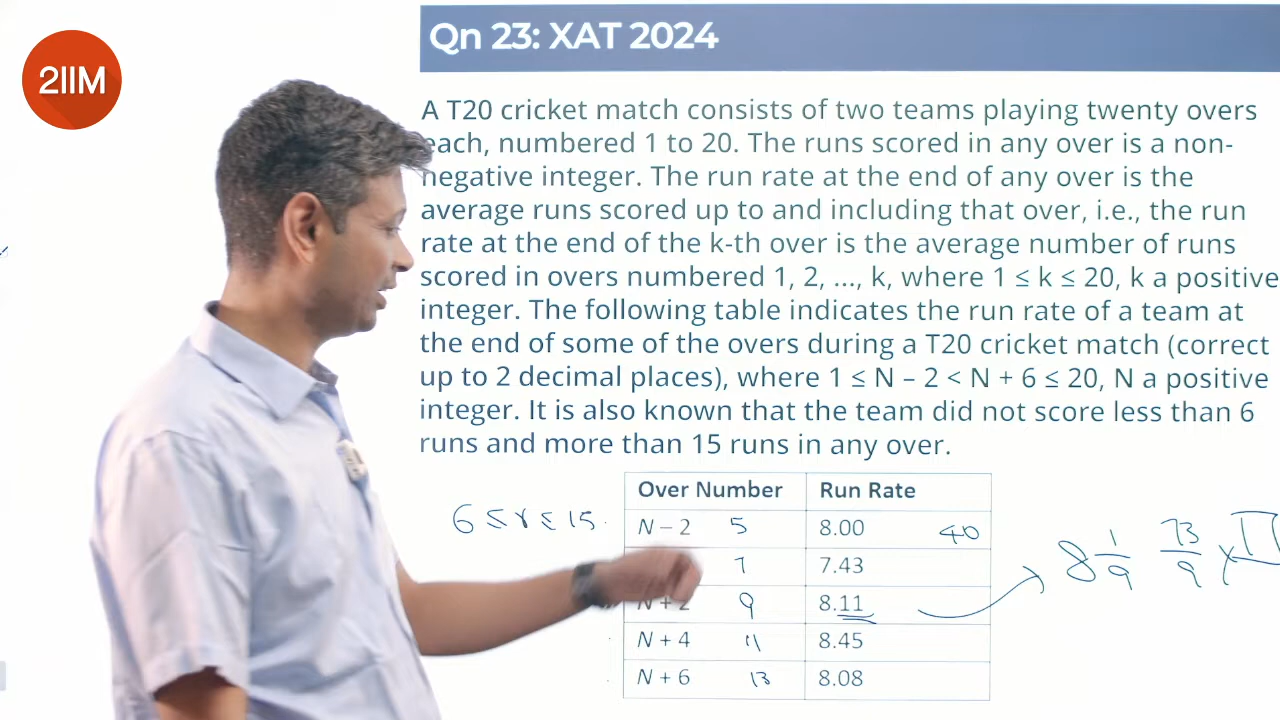 2IIM
Qn 23: XAT 2024
A T20 cricket match consists of two teams playing twenty overs
each, numbered 1 to 20. The runs scored in any over is a non-
negative integer. The run rate at the end of any over is the
average runs scored up to and including that over, i.e., the run
rate at the end of the k-th over is the average number of runs
scored in overs numbered 1, 2, ..., k, where 1 ≤ k ≤ 20, k a positive
integer. The following table indicates the run rate of a team at
the end of some of the overs during a T20 cricket match (correct
up to 2 decimal places), where 1 ≤ N – 2 < N + 6 ≤ 20, N a positive
integer. It is also known that the team did not score less than 6
runs and more than 15 runs in any over.
6 ≤ r ≤ 15.
Over Number Run Rate
N – 2 5 8.00 40
7 7.43
N + 2 9 8.11 8 1/9 73/9 x
N + 4 11 8.45
N + 6 13 8.08